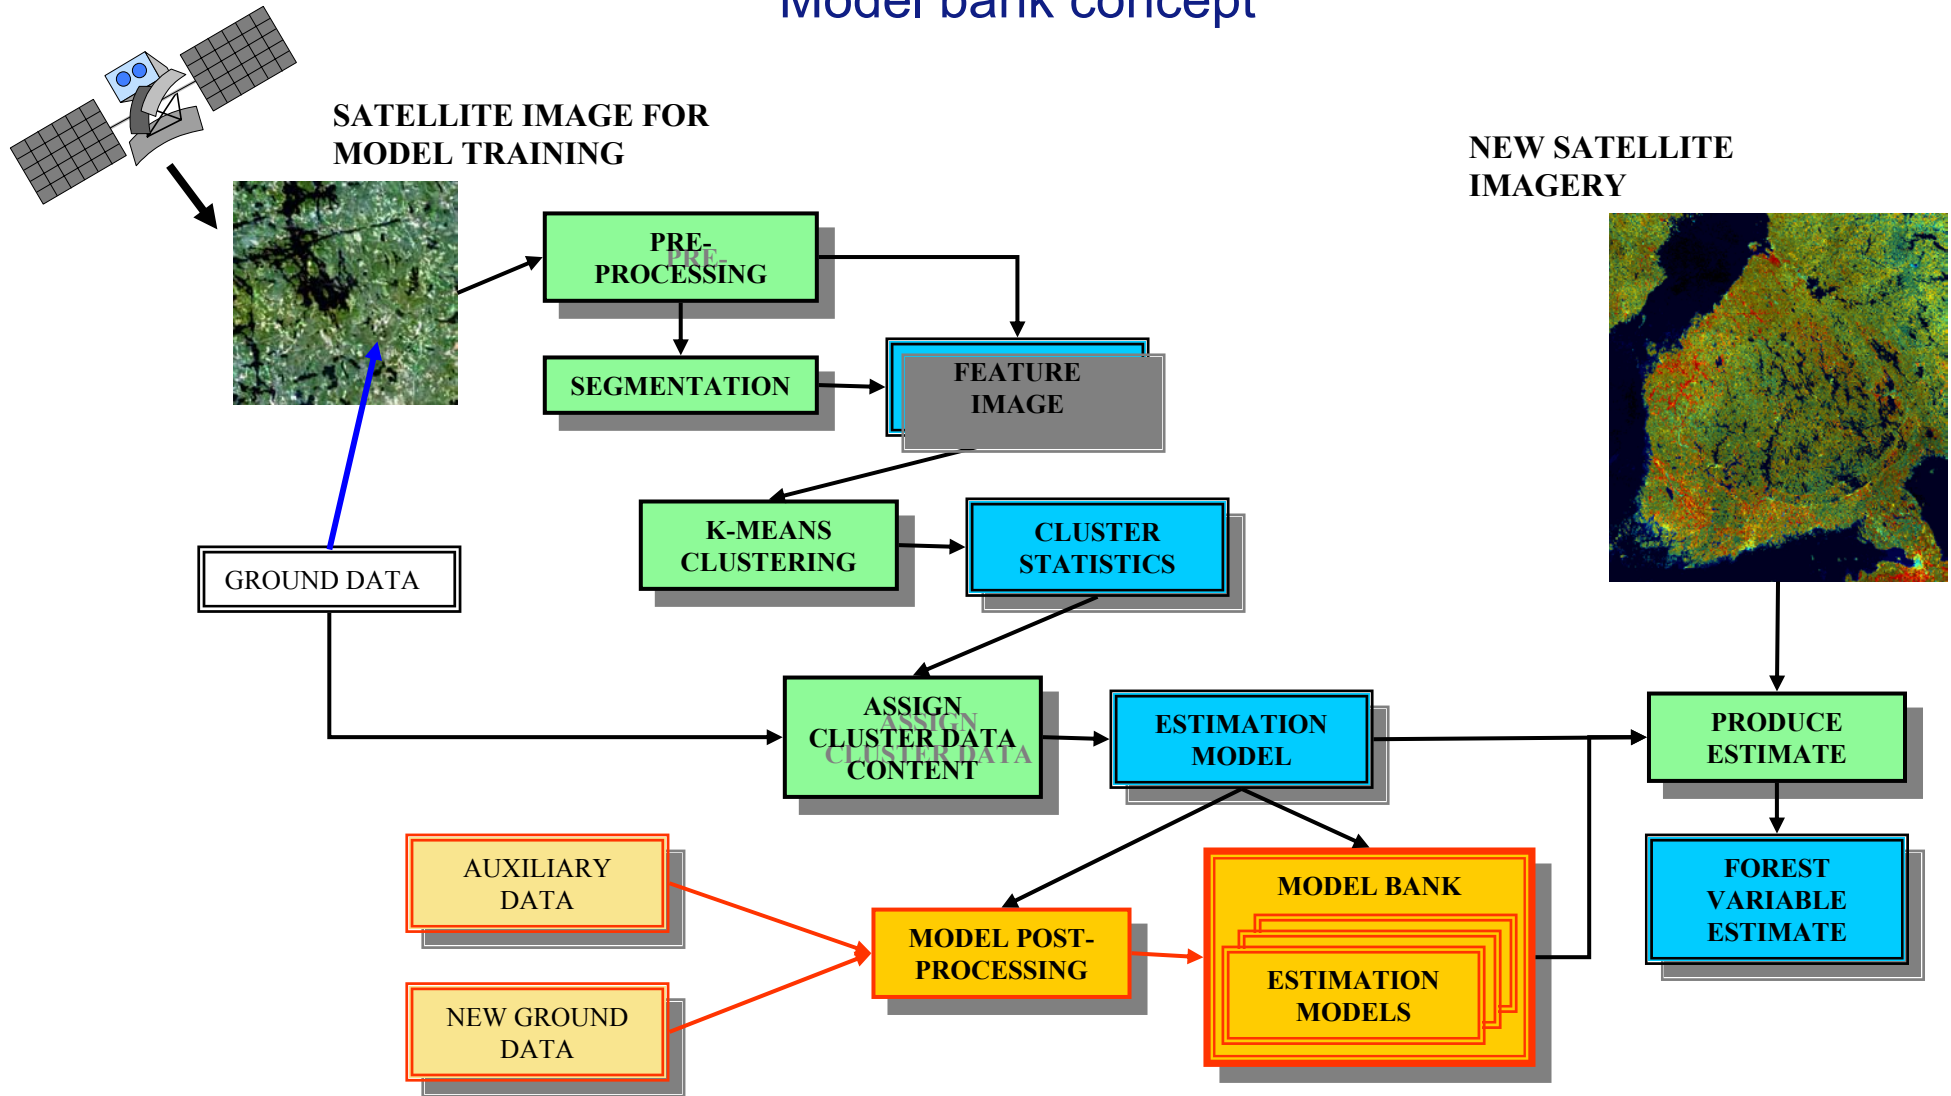 Model bank concept
SATELLITE IMAGE FOR
MODEL TRAINING
NEW SATELLITE
IMAGERY
PRE-
PROCESSING
SEGMENTATION
FEATURE
IMAGE
K-MEANS
CLUSTERING
CLUSTER
STATISTICS
GROUND DATA
ASSIGN
CLUSTER DATA
CONTENT
ESTIMATION
MODEL
PRODUCE
ESTIMATE
AUXILIARY
DATA
MODEL BANK
FOREST
VARIABLE
ESTIMATE
MODEL POST-
PROCESSING
ESTIMATION
MODELS
NEW GROUND
DATA